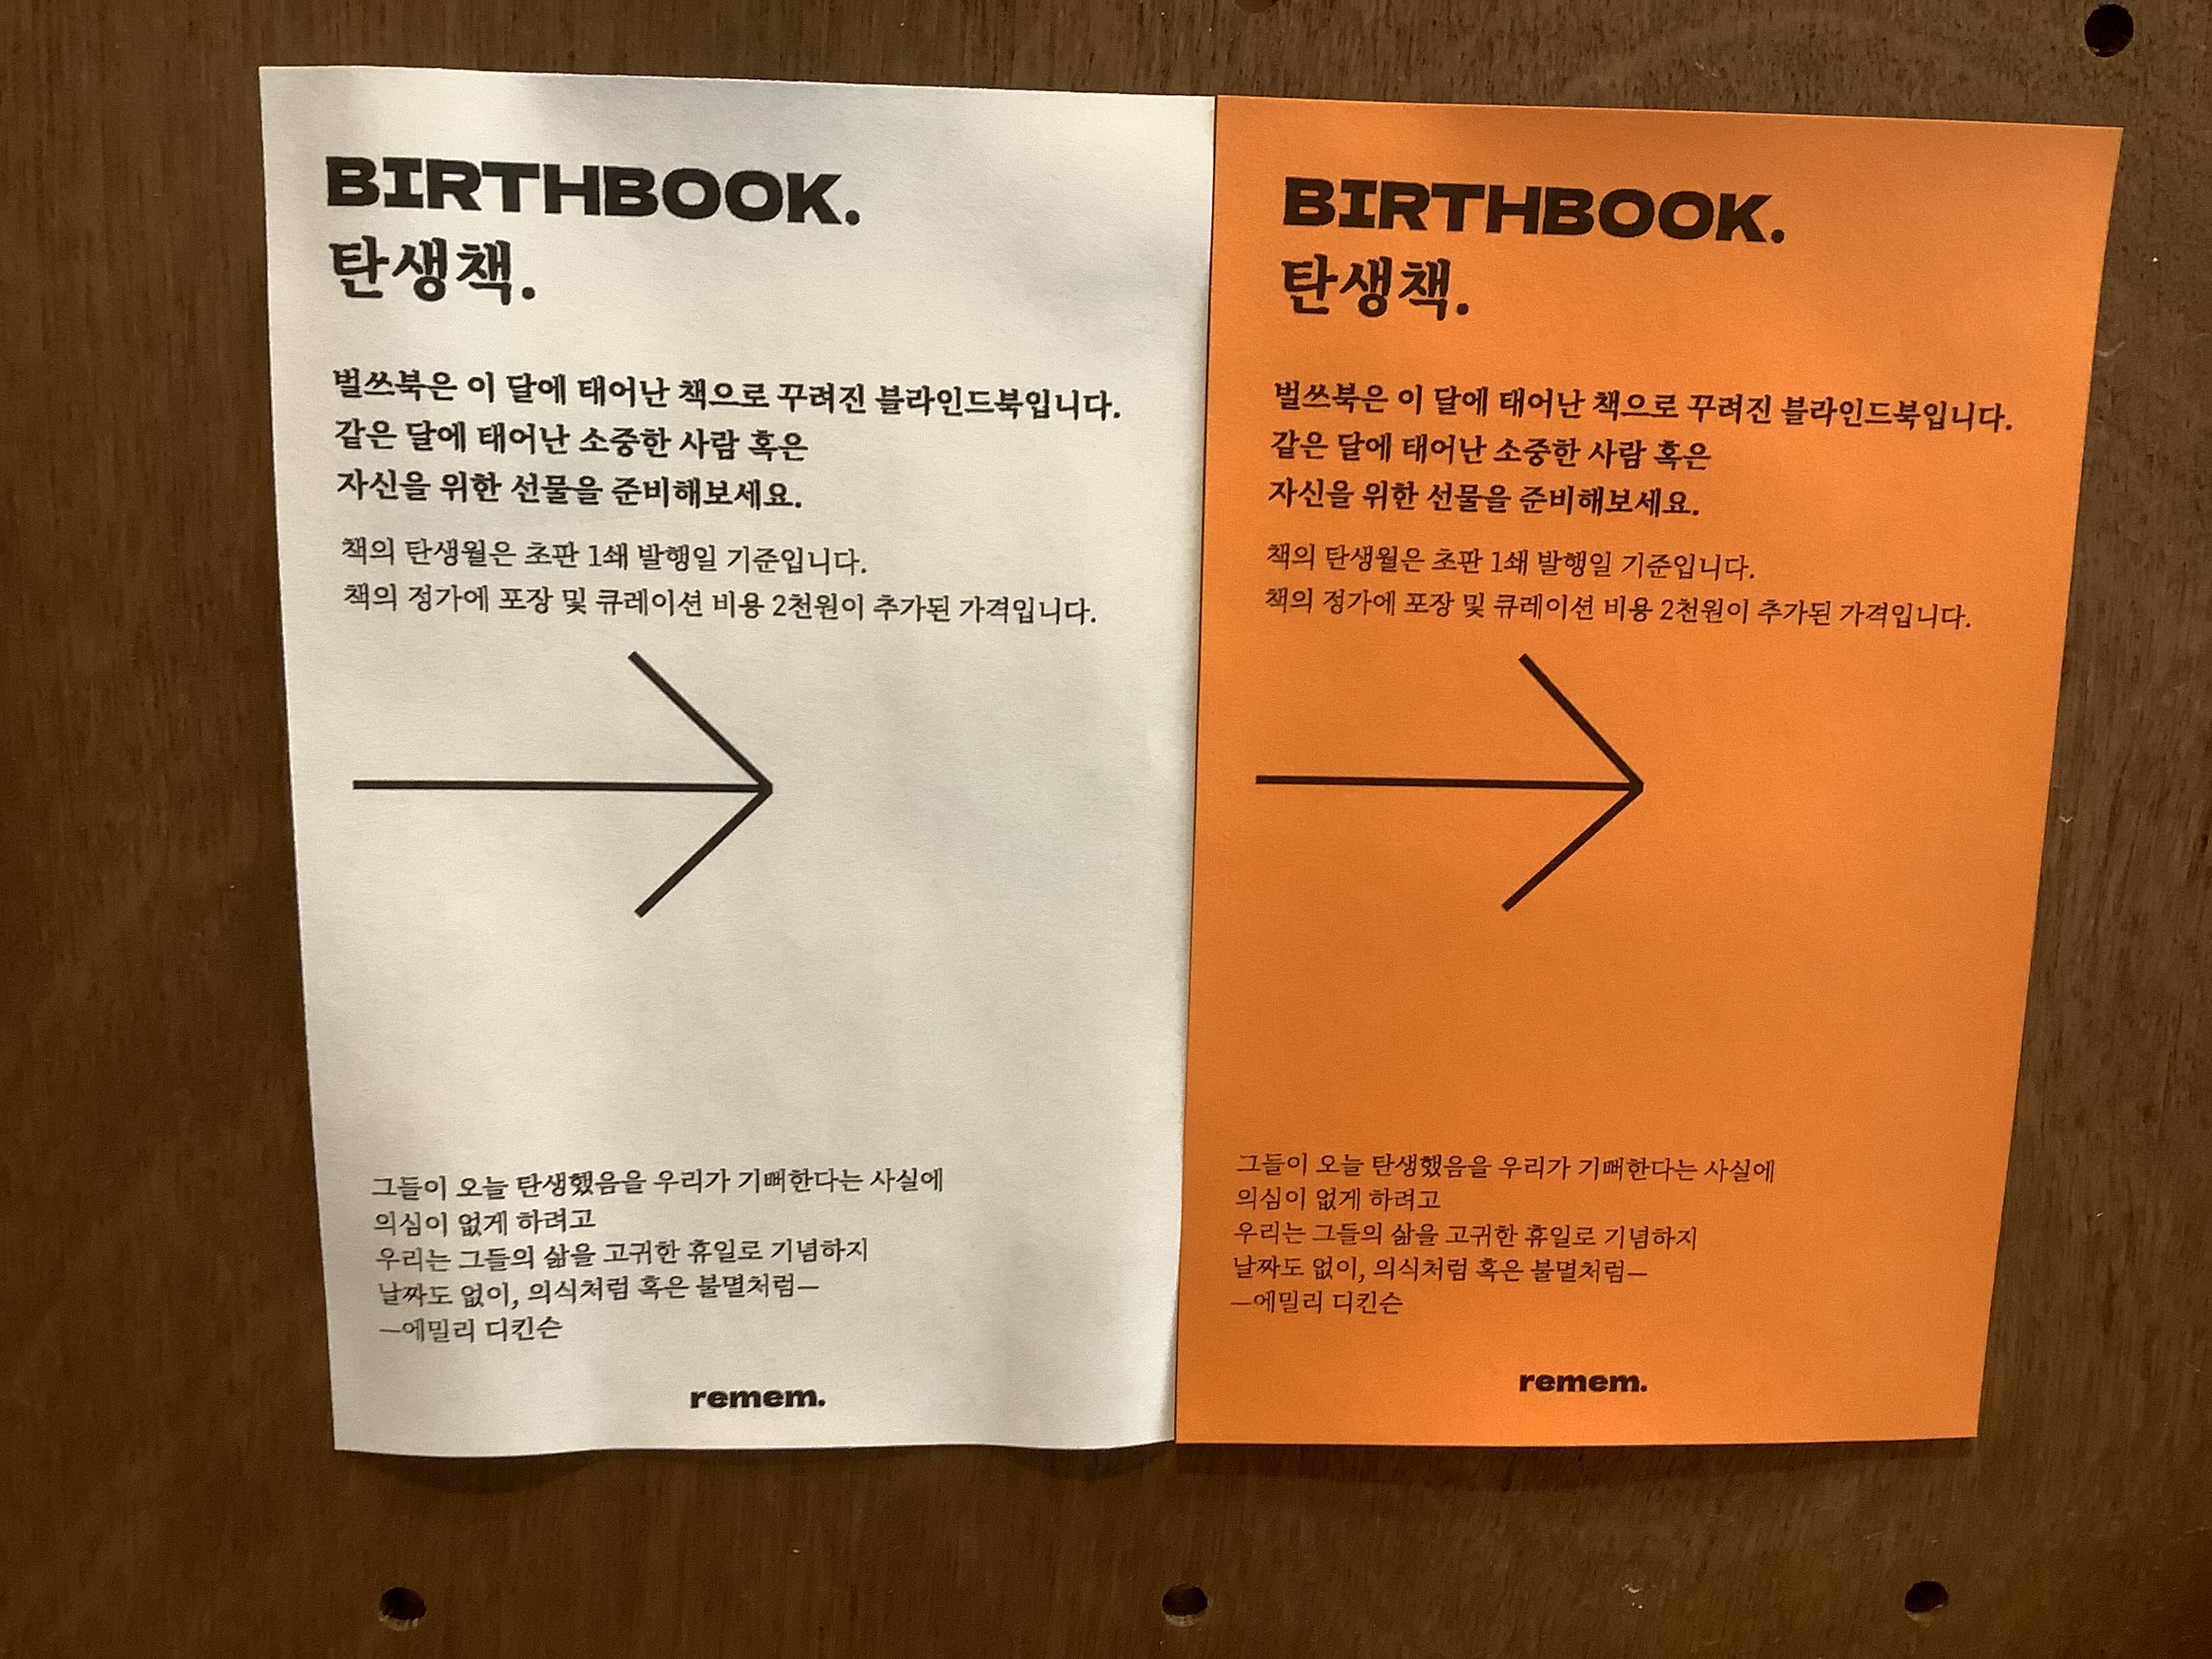 BIRTHBOOK.
탄생책.
벌쓰북은 이 달에 태어난 책으로 꾸려진 블라인드북입니다.
같은 달에 태어난 소중한 사람 혹은
자신을 위한 선물을 준비해보세요.
책의 탄생월은 초판 1쇄 발행일 기준입니다.
책의 정가에 포장 및 큐레이션 비용 2천원이 추가된 가격입니다.
그들이 오늘 탄생했음을 우리가 기뻐한다는 사실에
의심이 없게 하려고
우리는 그들의 삶을 고귀한 휴일로 기념하지
날짜도 없이, 의식처럼 혹은 불멸처럼—
—에밀리 디킨슨
remem.
BIRTHBOOK.
탄생책.
벌쓰북은 이 달에 태어난 책으로 꾸려진 블라인드북입니다.
같은 달에 태어난 소중한 사람 혹은
자신을 위한 선물을 준비해보세요.
책의 탄생월은 초판 1쇄 발행일 기준입니다.
책의 정가에 포장 및 큐레이션 비용 2천원이 추가된 가격입니다.
그들이 오늘 탄생했음을 우리가 기뻐한다는 사실에
의심이 없게 하려고
우리는 그들의 삶을 고귀한 휴일로 기념하지
날짜도 없이, 의식처럼 혹은 불멸처럼—
—에밀리 디킨슨
remem.